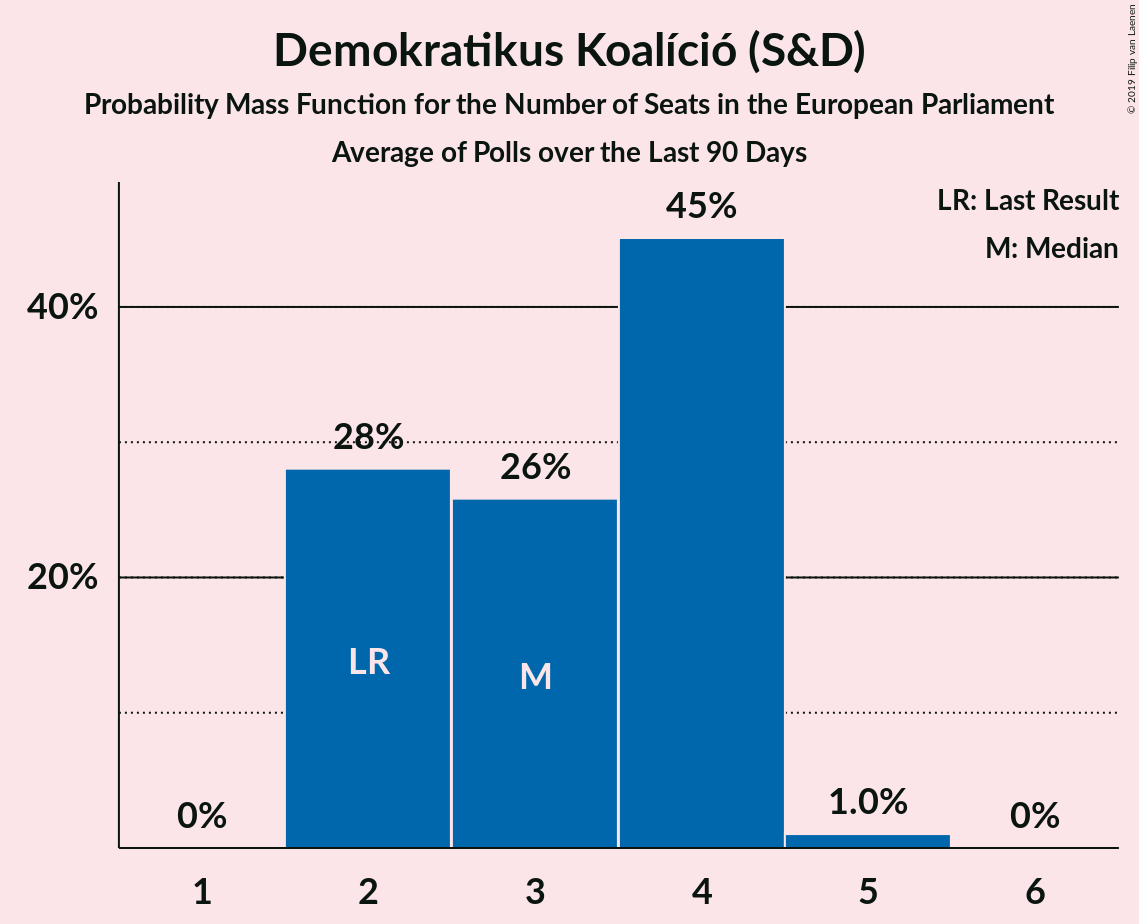 Demokratikus Koalíció (S&D)
Probability Mass Function for the Number of Seats in the European Parliament
Average of Polls over the Last 90 Days
© 2019 Filip van Laenen
LR: Last Result
M: Median
45%
40%
28%
26%
20%
LR
M
0%
1.0%
0%
1 2 3 4 5 6